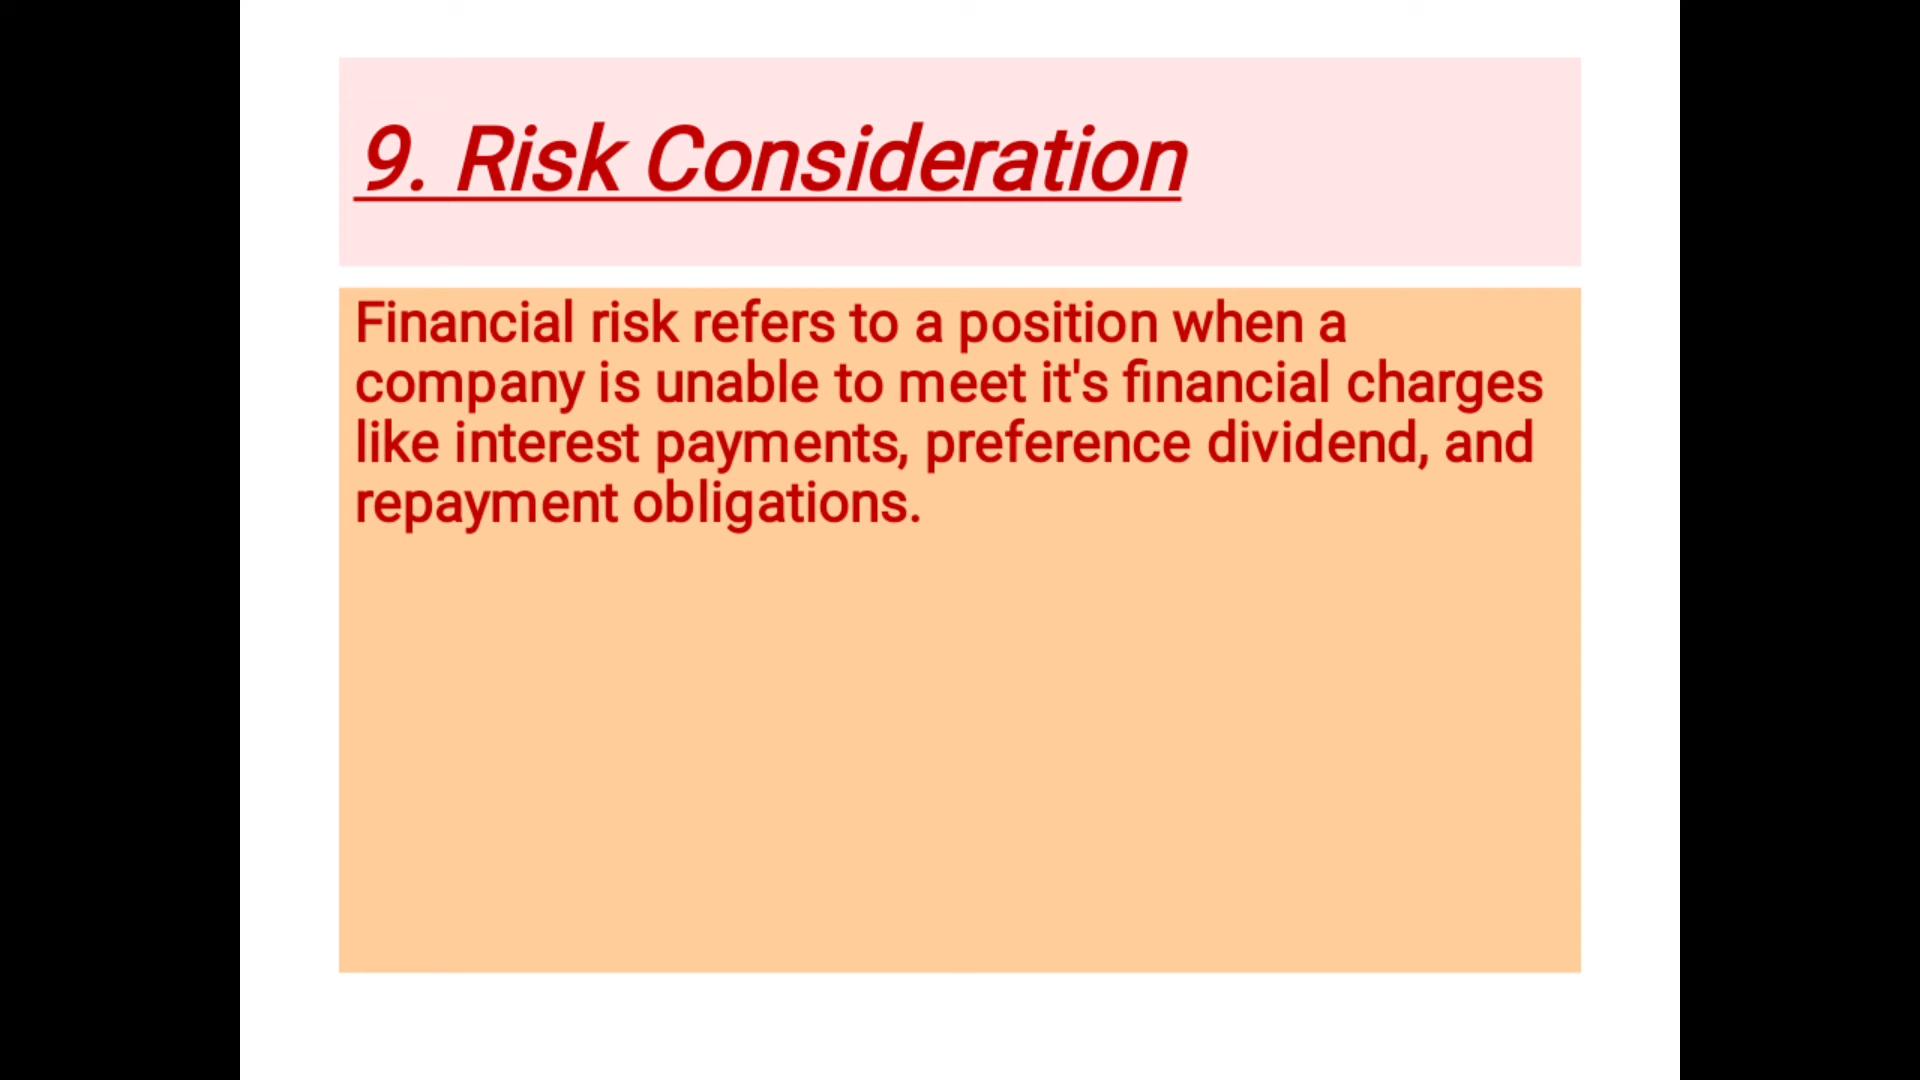 9. Risk Consideration
Financial risk refers to a position when a
company is unable to meet it's financial charges
like interest payments, preference dividend, and
repayment obligations.